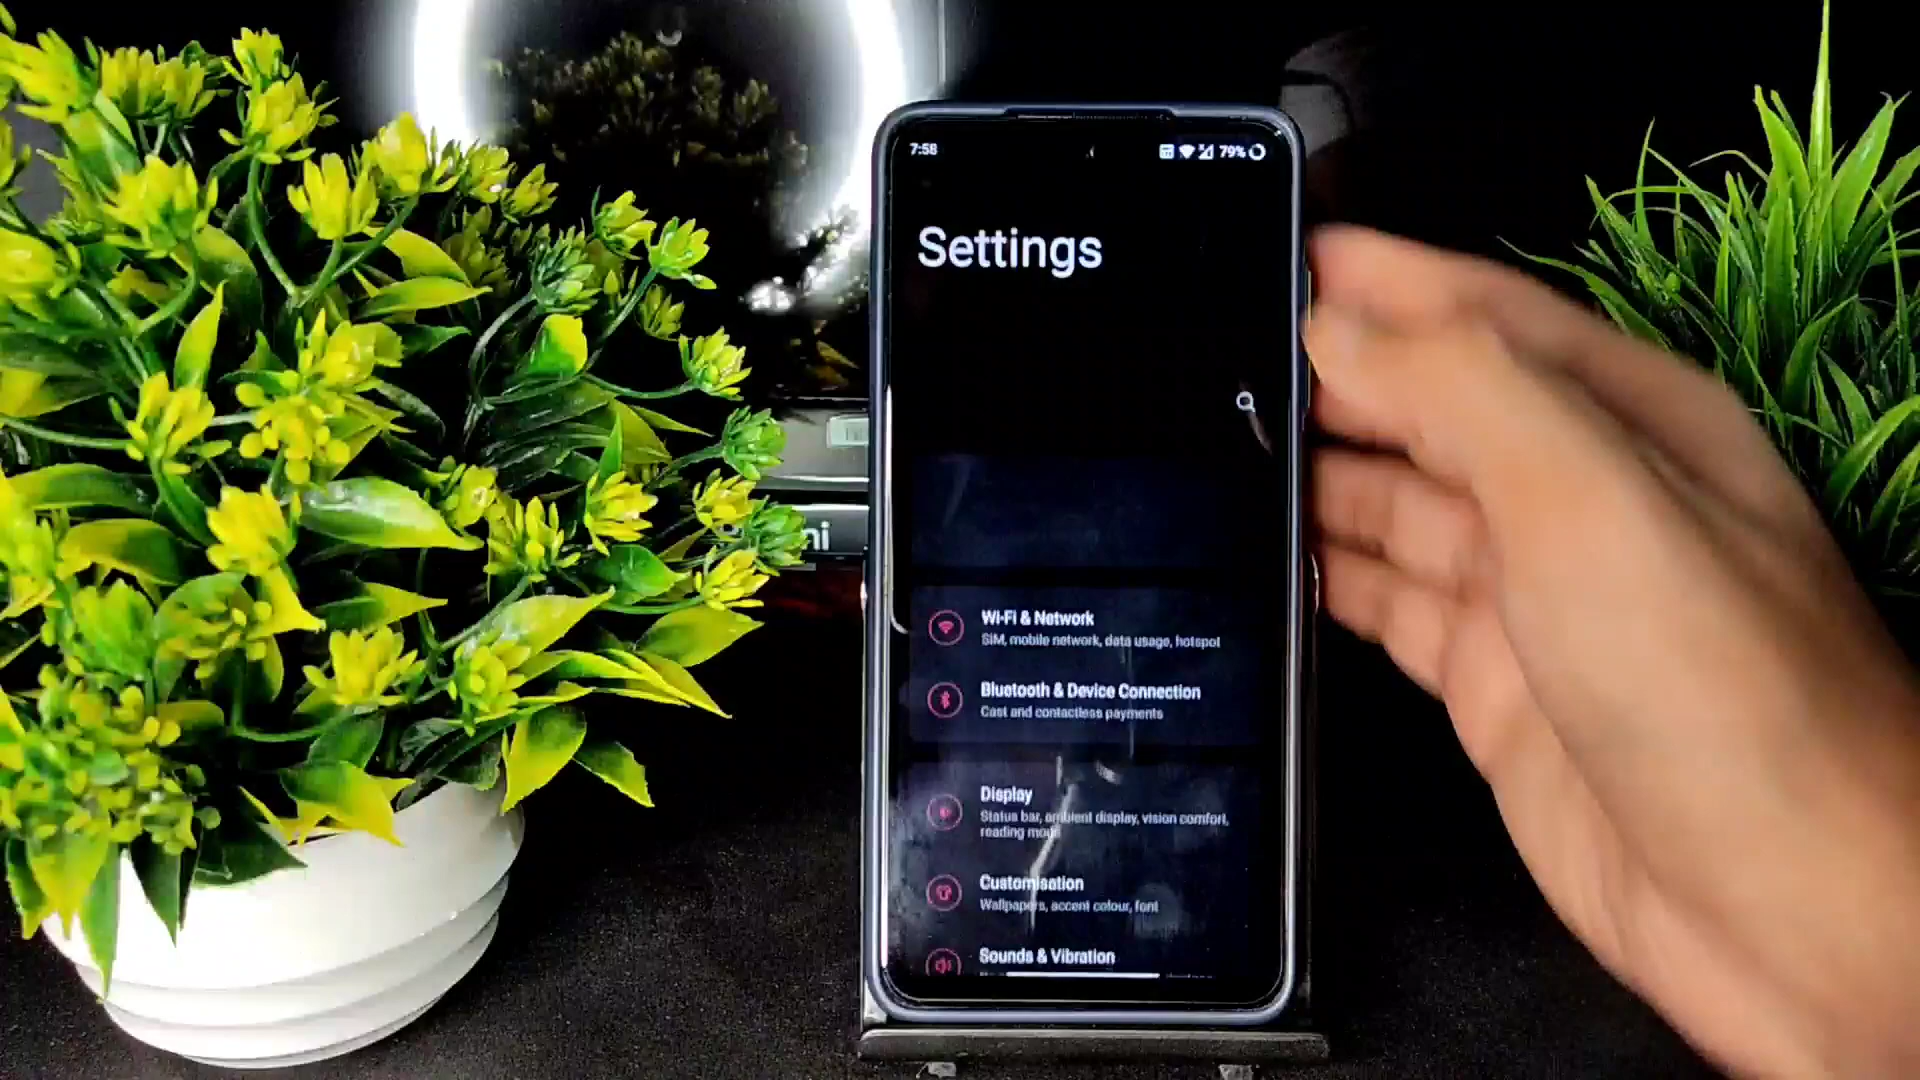 7:58
79%
Settings
Wi-Fi & Network
SIM, mobile network, data usage, hotspot
Bluetooth & Device Connection
Cast and contactless payments
Display
Status bar, ambient display, vision comfort,
reading mode
Customisation
Wallpapers, accent colour, font
Sounds & Vibration